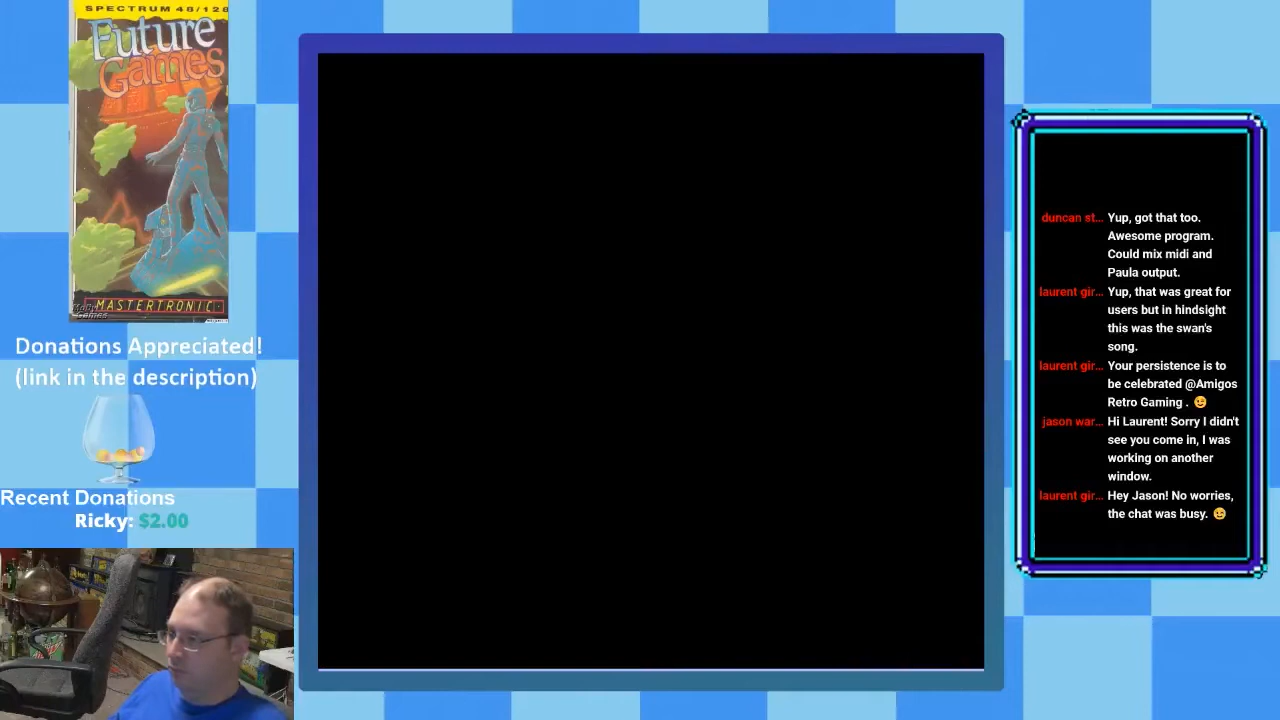 SPECTRUM 48/128
Future
Games
MASTERTRONIC
Donations Appreciated!
(link in the description)
Recent Donations
Ricky: $2.00
duncan st... Yup, got that too.
Awesome program.
Could mix midi and
Paula output.
laurent gir... Yup, that was great for
users but in hindsight
this was the swan's
song.
laurent gir... Your persistence is to
be celebrated @Amigos
Retro Gaming . 😉
jason war... Hi Laurent! Sorry I didn't
see you come in, I was
working on another
window.
laurent gir... Hey Jason! No worries,
the chat was busy. 😉